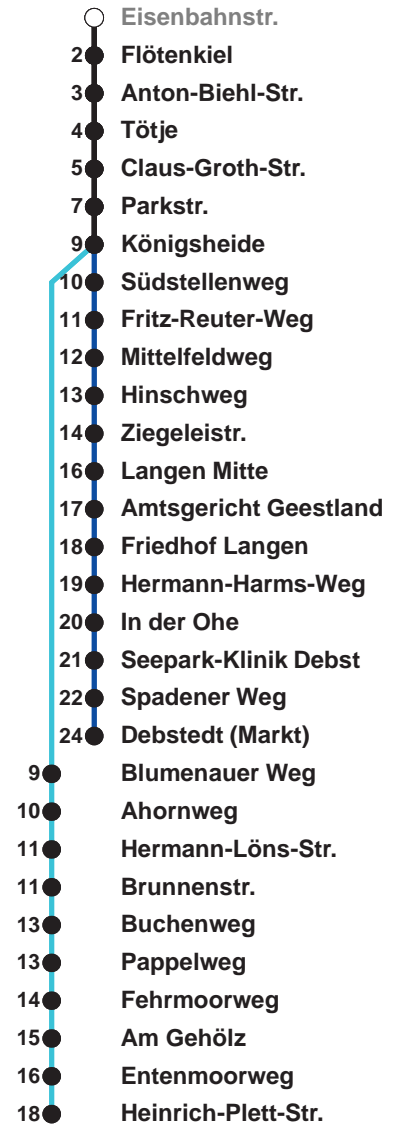 Eisenbahnstr.
2 Flötenkiel
3 Anton-Biehl-Str.
4 Tötje
5 Claus-Groth-Str.
7 Parkstr.
9 Königsheide
10 Südstellenweg
11 Fritz-Reuter-Weg
12 Mittelfeldweg
13 Hinschweg
14 Ziegeleistr.
16 Langen Mitte
17 Amtsgericht Geestland
18 Friedhof Langen
19 Hermann-Harms-Weg
20 In der Ohe
21 Seepark-Klinik Debst
22 Spadener Weg
24 Debstedt (Markt)
9 Blumenauer Weg
10 Ahornweg
11 Hermann-Löns-Str.
11 Brunnenstr.
13 Buchenweg
13 Pappelweg
14 Fehrmoorweg
15 Am Gehölz
16 Entenmoorweg
18 Heinrich-Plett-Str.